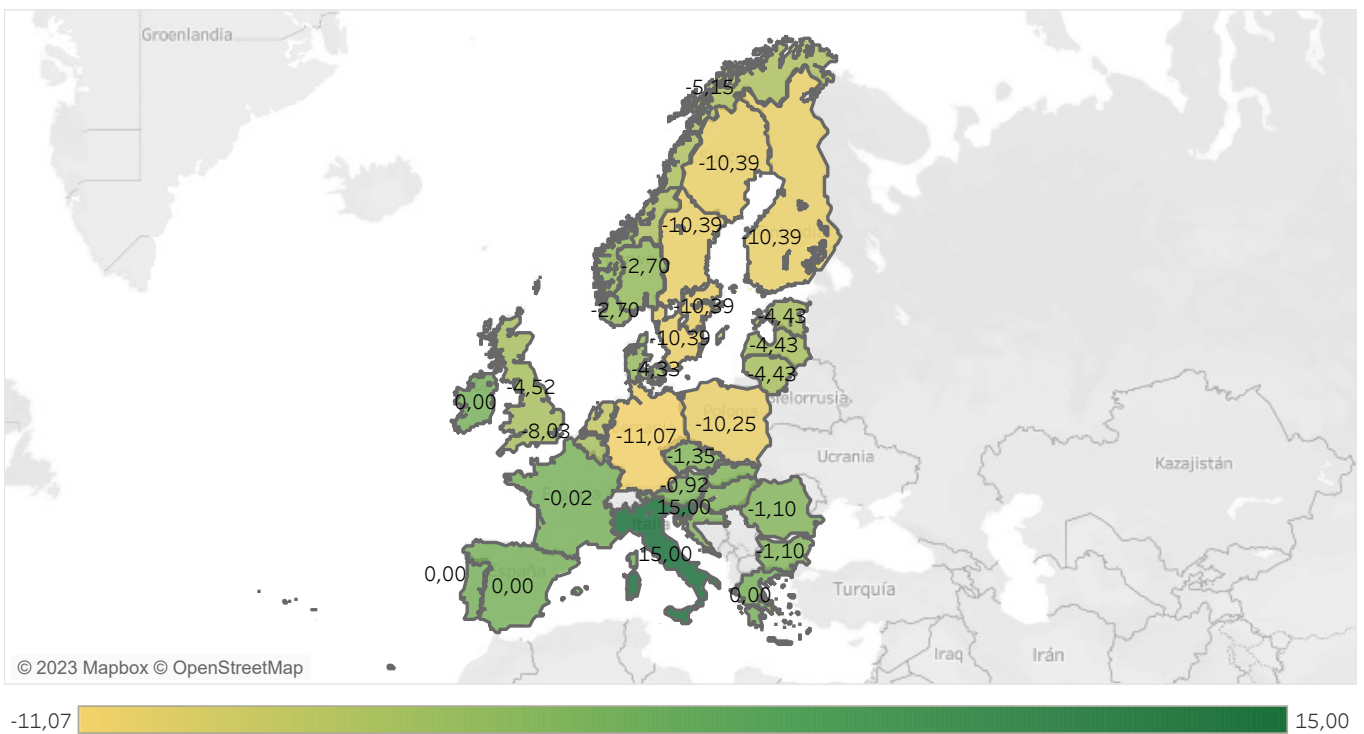 Groenlandia
-5,15
-10,39
-10,39
-10,39
-2,70
-2,70
-10,39
-10,39
-4,43
-4,43
-4,43
-4,33
-4,52
0,00
-8,03
-11,07
-10,25
Polonia
Bielorrusia
Ucrania
Kazajistán
-1,35
-0,92
-0,02
15,00
Italia
-1,10
15,00
-1,10
0,00
España
0,00
0,00
Turquía
Iraq
Irán
© 2023 Mapbox © OpenStreetMap
-11,07
15,00